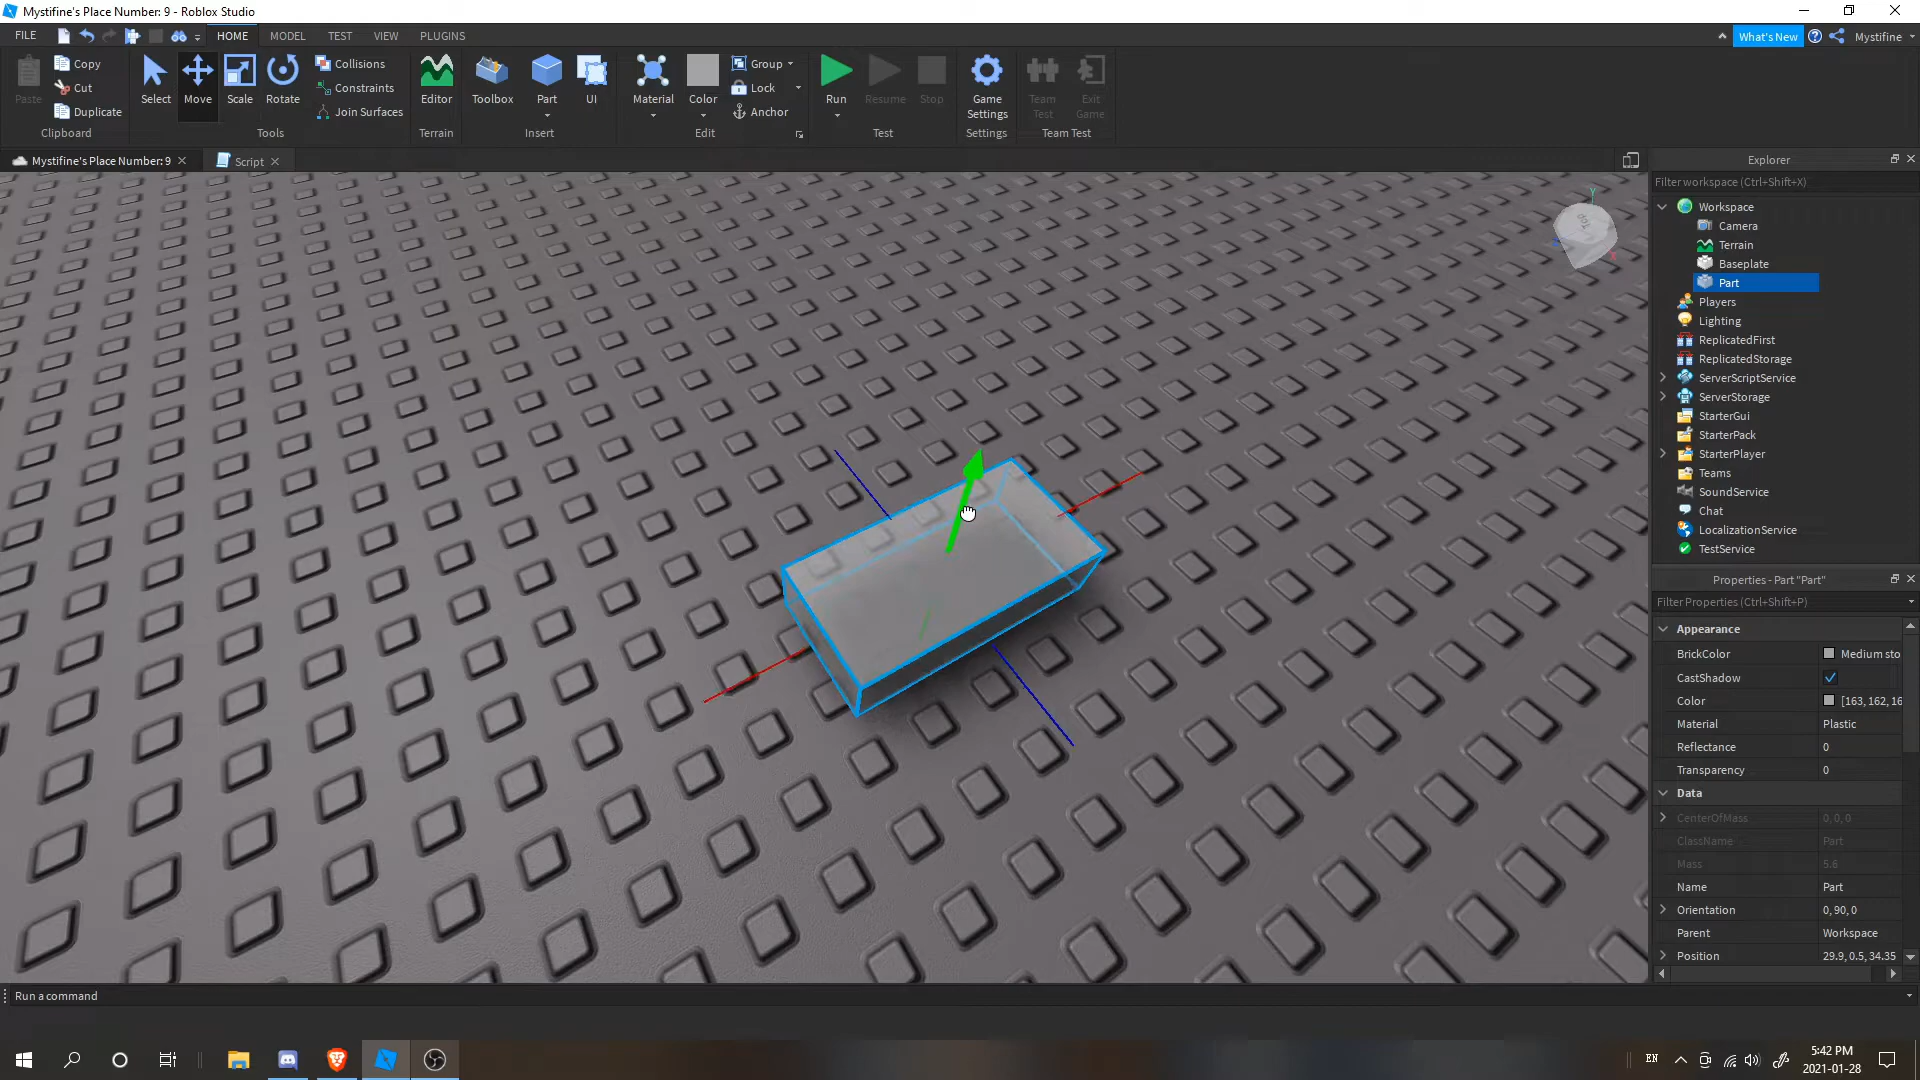 Mystifine's Place Number: 9 - Roblox Studio
FILE HOME MODEL TEST VIEW PLUGINS What's New Mystifine
Paste Copy Cut Duplicate Clipboard
Select Move Scale Rotate Collisions Constraints Join Surfaces Tools
Editor Terrain
Toolbox Part UI Insert
Material Color Group Lock Anchor Edit
Run Resume Stop Test
Game Settings Settings
Team Test Exit Game Team Test
Mystifine's Place Number: 9 Script
Explorer
Filter workspace (Ctrl+Shift+X)
Workspace
Camera
Terrain
Baseplate
Part
Players
Lighting
ReplicatedFirst
ReplicatedStorage
ServerScriptService
ServerStorage
StarterGui
StarterPack
StarterPlayer
Teams
SoundService
Chat
LocalizationService
TestService
Y
TOP
X
Properties - Part "Part"
Filter Properties (Ctrl+Shift+P)
Appearance
BrickColor Medium sto
CastShadow
Color [163, 162, 16
Material Plastic
Reflectance 0
Transparency 0
Data
CenterOfMass 0, 0, 0
ClassName Part
Mass 5.6
Name Part
Orientation 0, 90, 0
Parent Workspace
Position 29.9, 0.5, 34.35
Run a command
EN
5:42 PM
2021-01-28